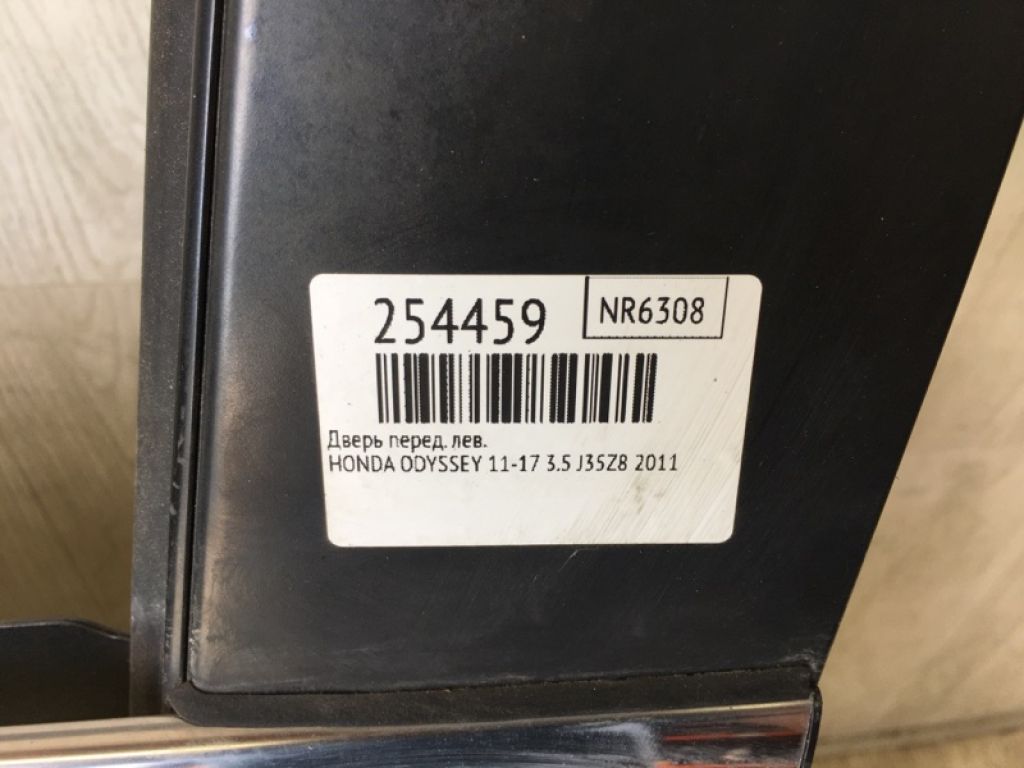 254459 NR6308
Дверь перед. лев.
HONDA ODYSSEY 11-17 3.5 J35Z8 2011